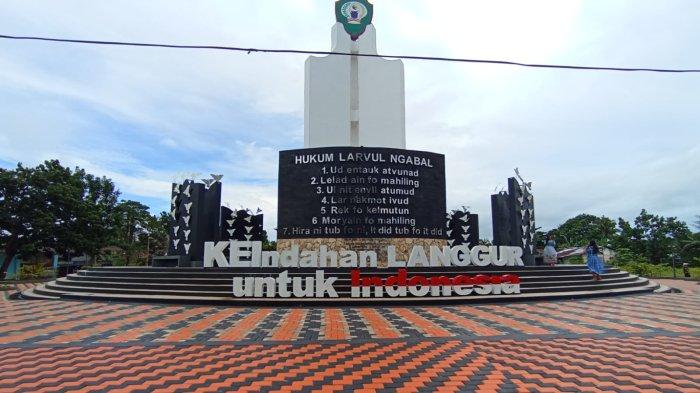 HUKUM LARVUL NGABAL
1. Ud entauk atvunad
2. Lelad ain fo mahiling
3. Ul nit envil atumud
4. Lar nakmot ivud
5. Rek fo kelmutun
6. Moryain fo mahiling
7. Hira ni tub fo ni, it did tub fo it did
KEIndahan LANGGUR
untuk Indonesia